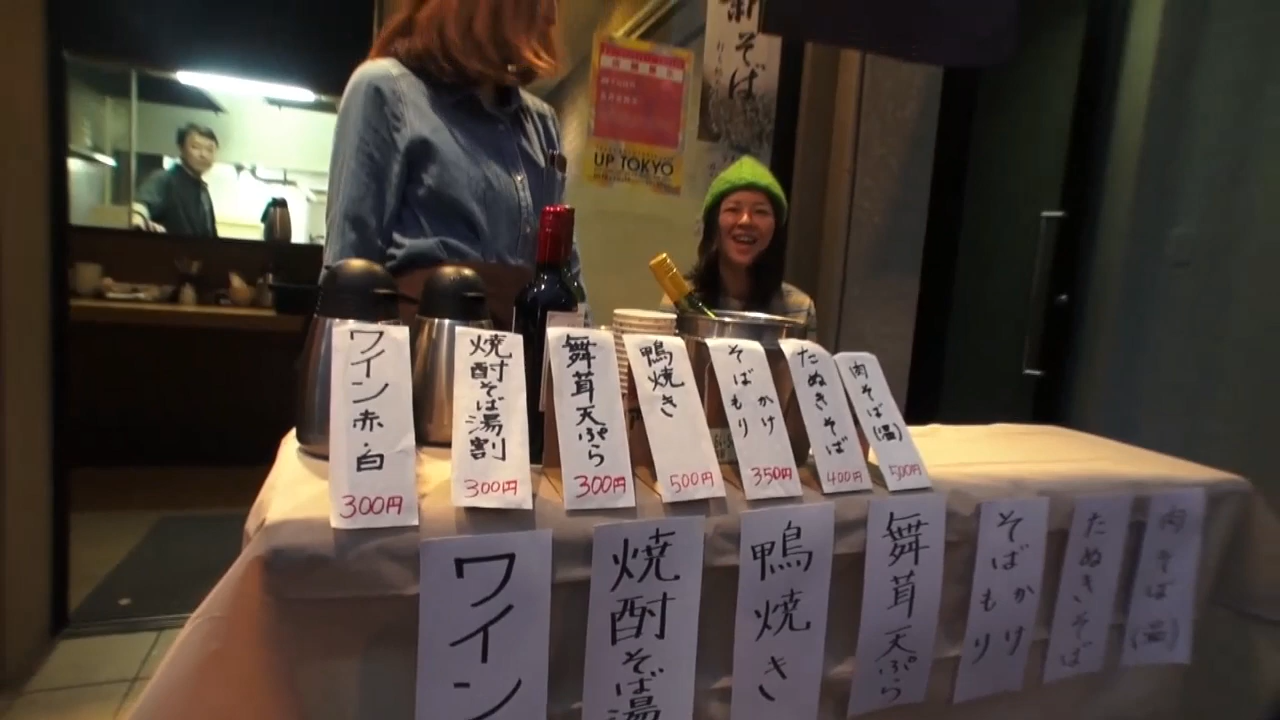 新そば
UP TOKYO
ワイン赤・白
300円
焼酎そば湯割
300円
舞茸天ぷら
300円
鴨焼き
500円
そばかけ
もり
350円
たぬきそば
400円
肉そば(温)
500円
ワイン
焼酎そば湯
鴨焼き
舞茸天ぷら
そばかけ
もり
たぬきそば
肉そば(温)